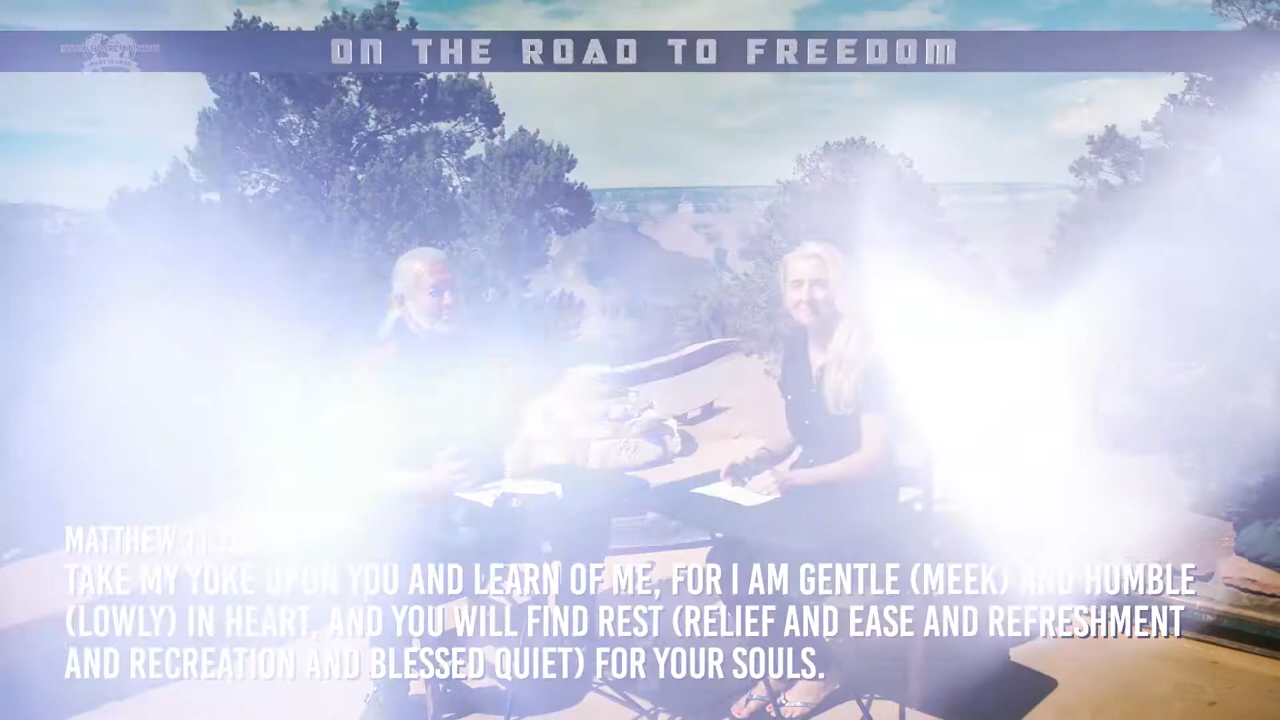 ON THE ROAD TO FREEDOM
MATTHEW
TAKE MY YOKE UPON YOU AND LEARN OF ME, FOR I AM GENTLE (MEEK) AND HUMBLE
(LOWLY) IN HEART, AND YOU WILL FIND REST (RELIEF AND EASE AND REFRESHMENT
AND RECREATION AND BLESSED QUIET) FOR YOUR SOULS.